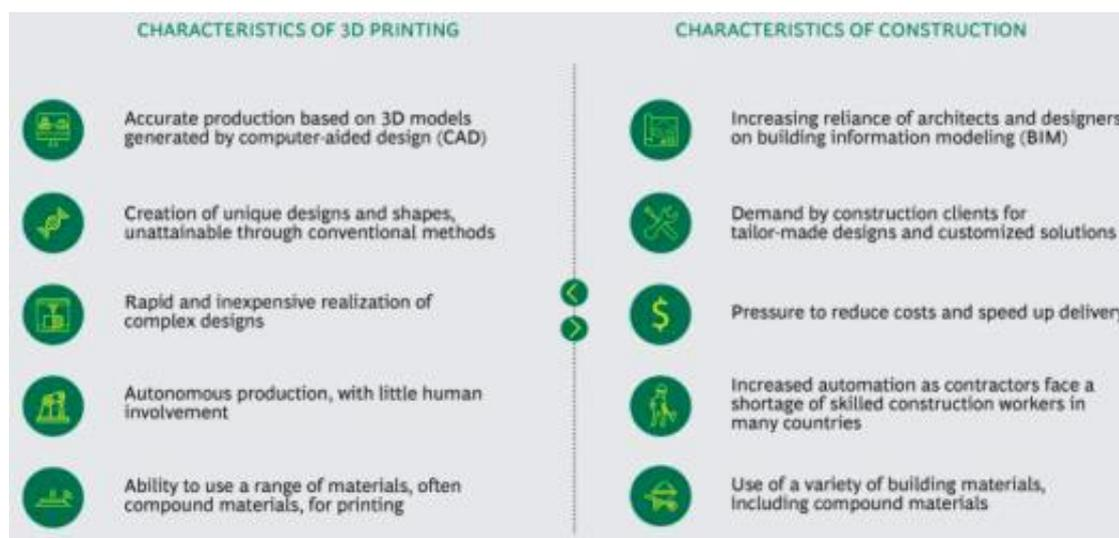 CHARACTERISTICS OF 3D PRINTING
Accurate production based on 3D models
generated by computer-aided design (CAD)
Creation of unique designs and shapes,
unattainable through conventional methods
Rapid and inexpensive realization of
complex designs
Autonomous production, with little human
involvement
Ability to use a range of materials, often
compound materials, for printing
CHARACTERISTICS OF CONSTRUCTION
Increasing reliance of architects and designers
on building information modeling (BIM)
Demand by construction clients for
tailor-made designs and customized solutions
$
Pressure to reduce costs and speed up delivery
Increased automation as contractors face a
shortage of skilled construction workers in
many countries
Use of a variety of building materials,
including compound materials